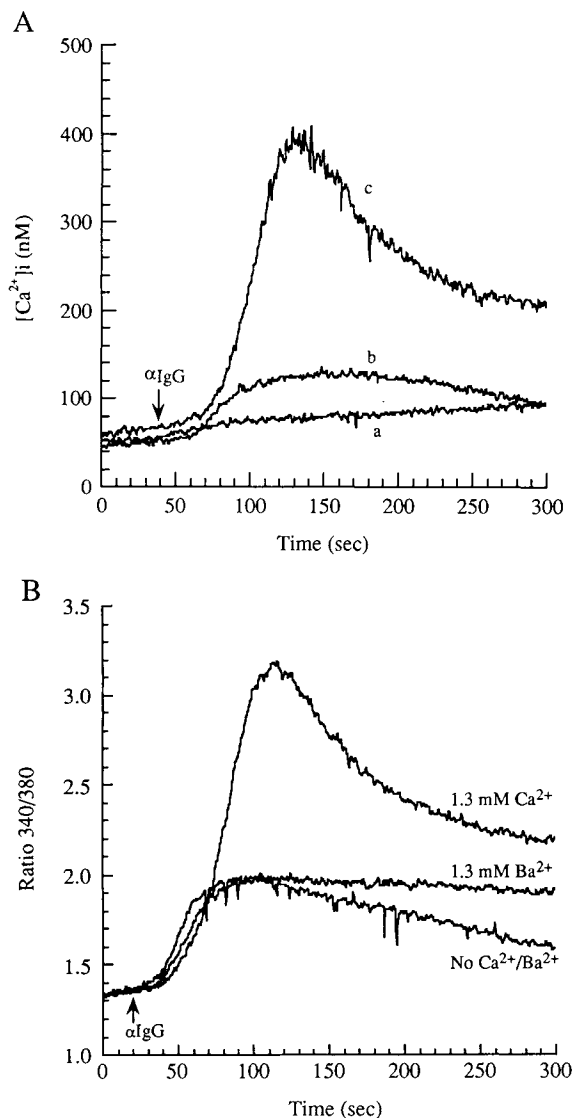 A
500
400
300
200
100
0
[Ca²⁺]i (nM)
αIgG
c
b
a
0 50 100 150 200 250 300
Time (sec)
B
3.5
3.0
2.5
2.0
1.5
1.0
Ratio 340/380
1.3 mM Ca²⁺
1.3 mM Ba²⁺
No Ca²⁺/Ba²⁺
αIgG
0 50 100 150 200 250 300
Time (sec)